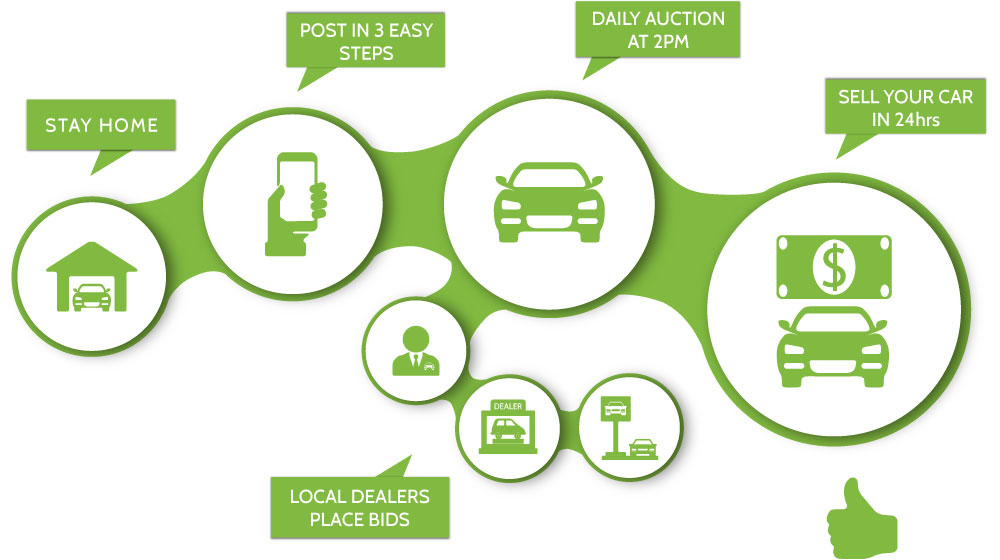 STAY HOME
POST IN 3 EASY
STEPS
DAILY AUCTION
AT 2PM
SELL YOUR CAR
IN 24hrs
$
DEALER
LOCAL DEALERS
PLACE BIDS